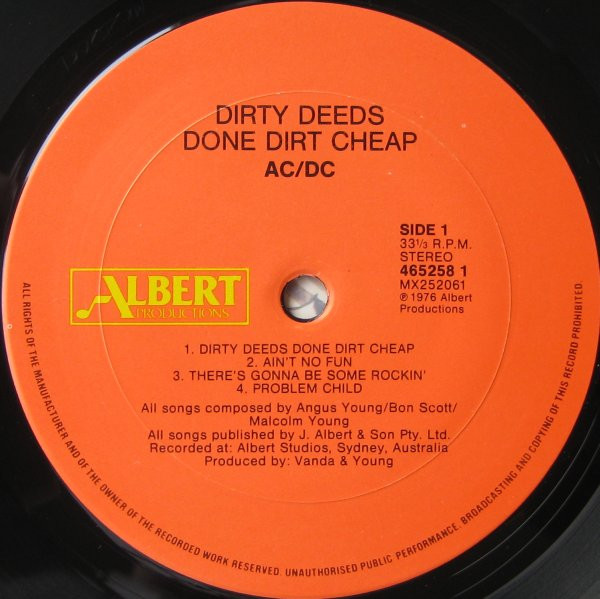 DIRTY DEEDS
DONE DIRT CHEAP
AC/DC
SIDE 1
33 1/3 R.P.M.
STEREO
465258 1
MX252061
℗ 1976 Albert
Productions
ALBERT
PRODUCTIONS
1. DIRTY DEEDS DONE DIRT CHEAP
2. AIN'T NO FUN
3. THERE'S GONNA BE SOME ROCKIN'
4. PROBLEM CHILD
All songs composed by Angus Young/Bon Scott/
Malcolm Young
All songs published by J. Albert & Son Pty. Ltd.
Recorded at: Albert Studios, Sydney, Australia
Produced by: Vanda & Young
ALL RIGHTS OF THE MANUFACTURER AND OF THE OWNER OF THE RECORDED WORK RESERVED. UNAUTHORISED PUBLIC PERFORMANCE, BROADCASTING AND COPYING OF THIS RECORD PROHIBITED.